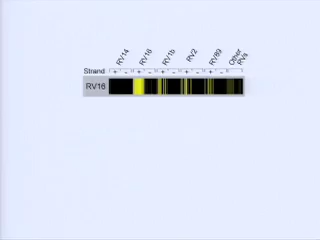 RV14 RV16 RV1b RV2 RV89 Other RVs
Strand + - + - + - + - + -
RV16